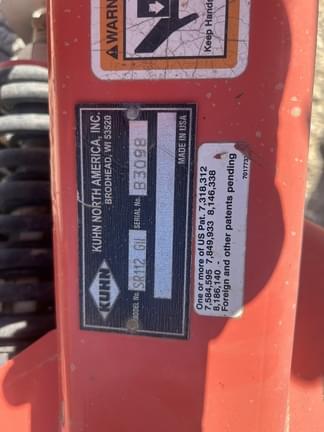 WARN
Keep Hande
KUHN NORTH AMERICA, INC.
BRODHEAD, WI 53520
KUHN
MODEL No. SR112 GII SERIAL No. B3098
MADE IN USA
One or more of US Pat. 7,318,312
7,584,595 7,849,933 8,146,338
8,186,140 -
Foreign and other patents pending